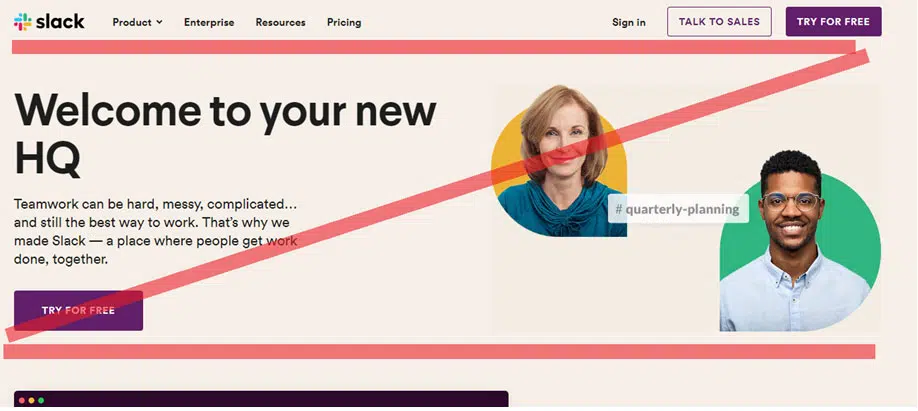 slack
Product Enterprise Resources Pricing Sign in TALK TO SALES TRY FOR FREE
Welcome to your new
HQ
Teamwork can be hard, messy, complicated…
and still the best way to work. That's why we
made Slack — a place where people get work
done, together.
# quarterly-planning
TRY FOR FREE